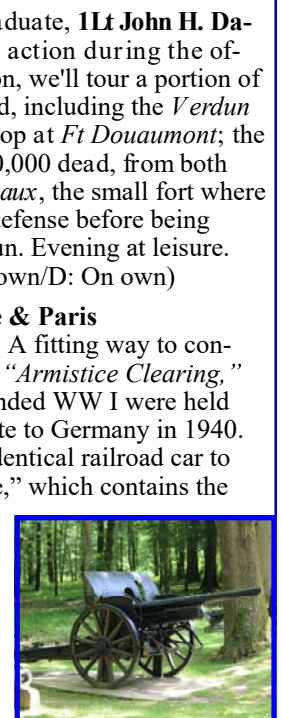 aduate, 1Lt John H. Da-
action during the of-
on, we'll tour a portion of
d, including the Verdun
op at Ft Douaumont; the
0,000 dead, from both
aux, the small fort where
defense before being
un. Evening at leisure.
own/D: On own)
e & Paris
A fitting way to con-
"Armistice Clearing,"
nded WW I were held
te to Germany in 1940.
dentical railroad car to
e," which contains the